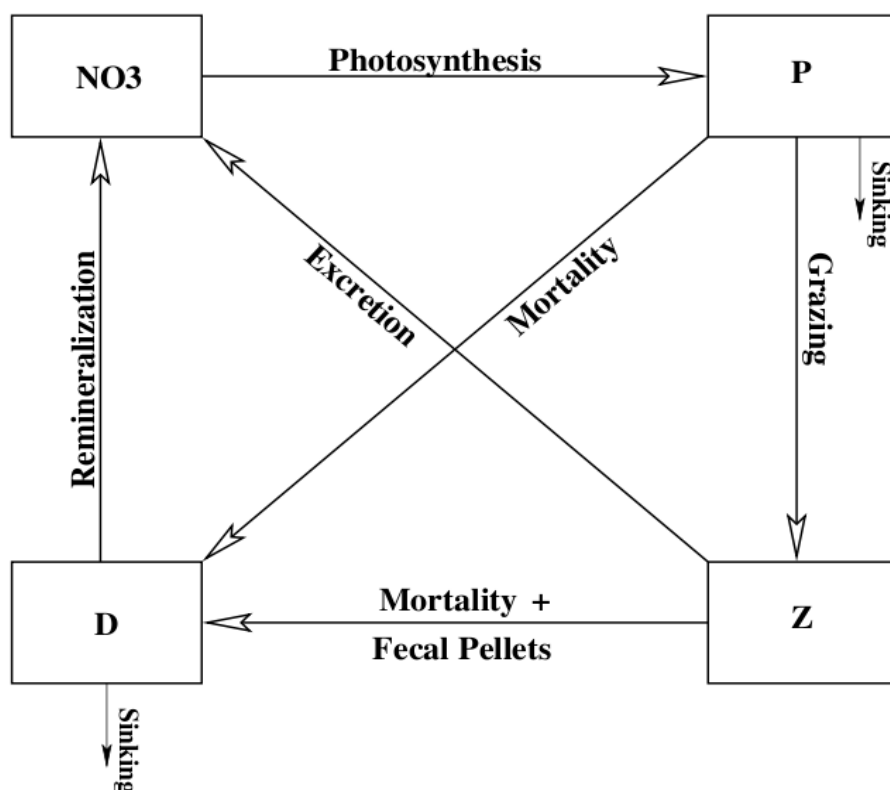 NO3
Photosynthesis
P
Sinking
Excretion
Mortality
Grazing
Remineralization
D
Mortality +
Fecal Pellets
Z
Sinking